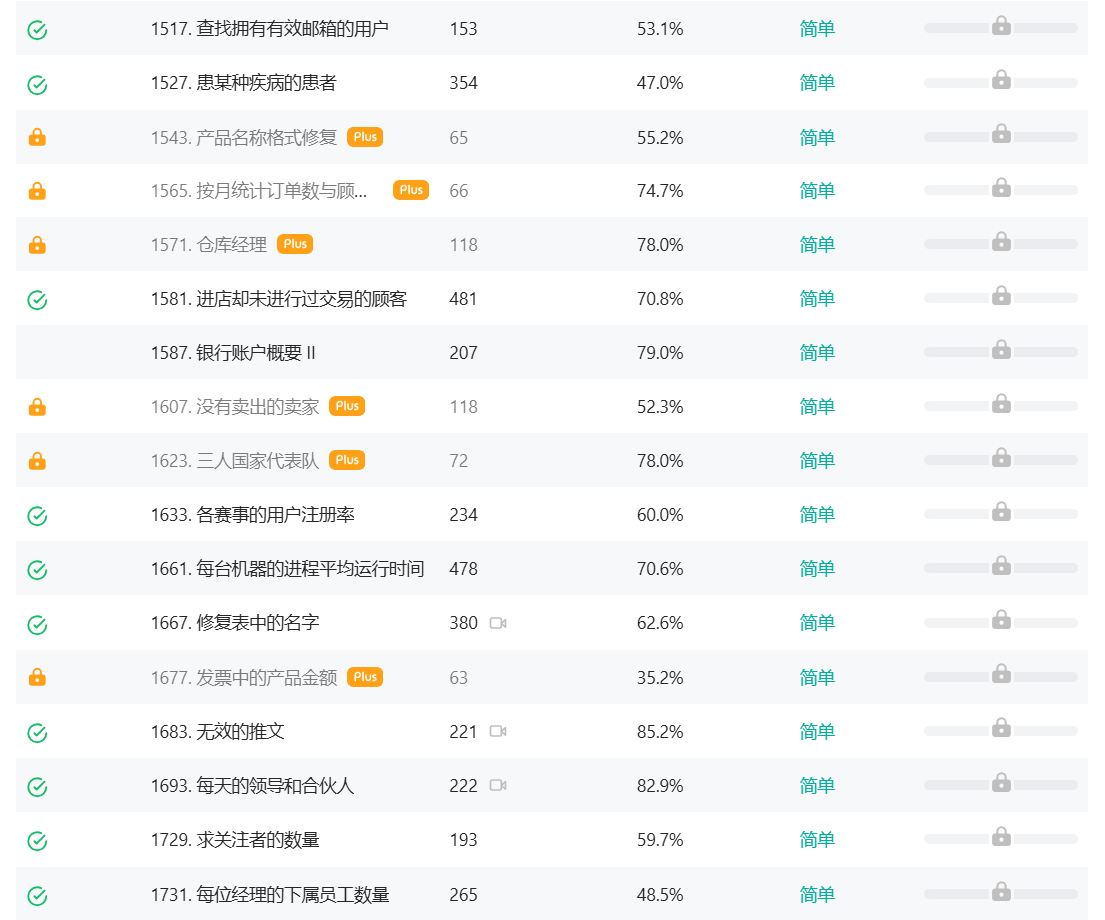 1517. 查找拥有有效邮箱的用户 153 53.1% 简单
1527. 患某种疾病的患者 354 47.0% 简单
1543. 产品名称格式修复 Plus 65 55.2% 简单
1565. 按月统计订单数与顾... Plus 66 74.7% 简单
1571. 仓库经理 Plus 118 78.0% 简单
1581. 进店却未进行过交易的顾客 481 70.8% 简单
1587. 银行账户概要 II 207 79.0% 简单
1607. 没有卖出的卖家 Plus 118 52.3% 简单
1623. 三人国家代表队 Plus 72 78.0% 简单
1633. 各赛事的用户注册率 234 60.0% 简单
1661. 每台机器的进程平均运行时间 478 70.6% 简单
1667. 修复表中的名字 380 62.6% 简单
1677. 发票中的产品金额 Plus 63 35.2% 简单
1683. 无效的推文 221 85.2% 简单
1693. 每天的领导和合伙人 222 82.9% 简单
1729. 求关注者的数量 193 59.7% 简单
1731. 每位经理的下属员工数量 265 48.5% 简单